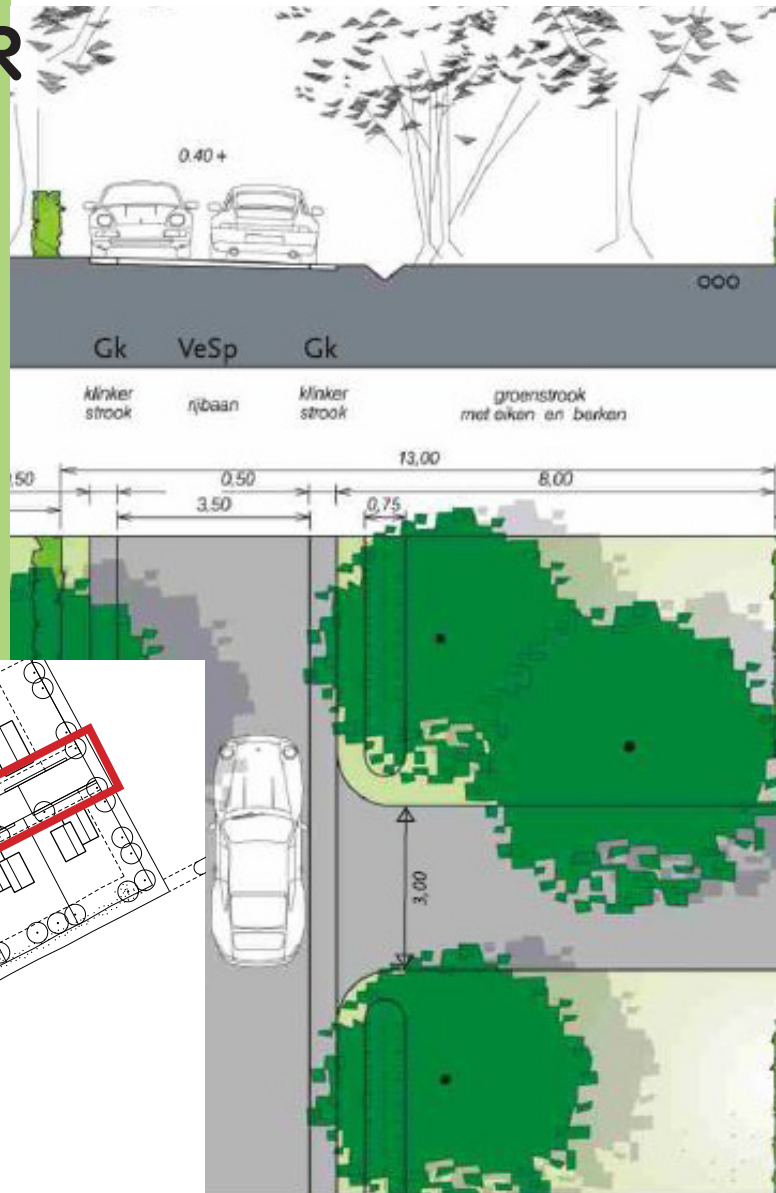 R
0.40 +
ooo
Gk VeSp Gk
klinker strook rijbaan klinker strook groenstrook met eiken en berken
13,00
,50 0,50 8,00
3.50 0,75
3,00